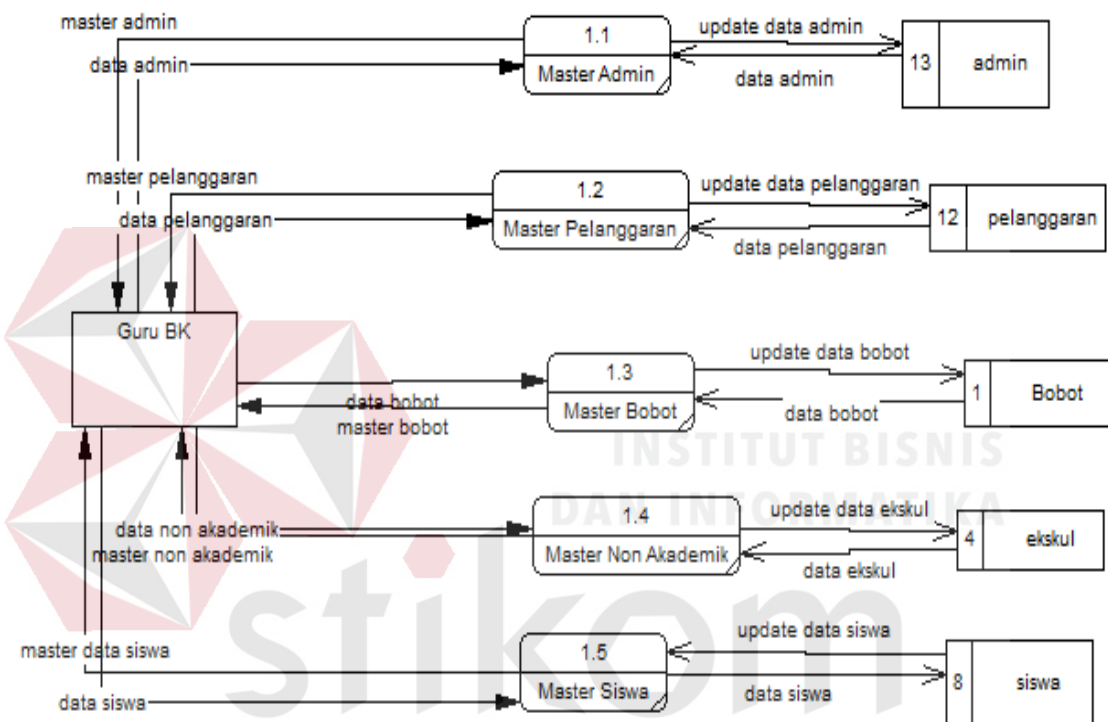 master admin
data admin
1.1
Master Admin
update data admin
data admin
13
admin
master pelanggaran
data pelanggaran
1.2
Master Pelanggaran
update data pelanggaran
data pelanggaran
12
pelanggaran
Guru BK
data bobot
master bobot
1.3
Master Bobot
update data bobot
data bobot
1
Bobot
INSTITUT BISNIS
DAN INFORMATIKA
data non akademik
master non akademik
1.4
Master Non Akademik
update data ekskul
data ekskul
4
ekskul
stikom
master data siswa
data siswa
1.5
Master Siswa
update data siswa
data siswa
8
siswa